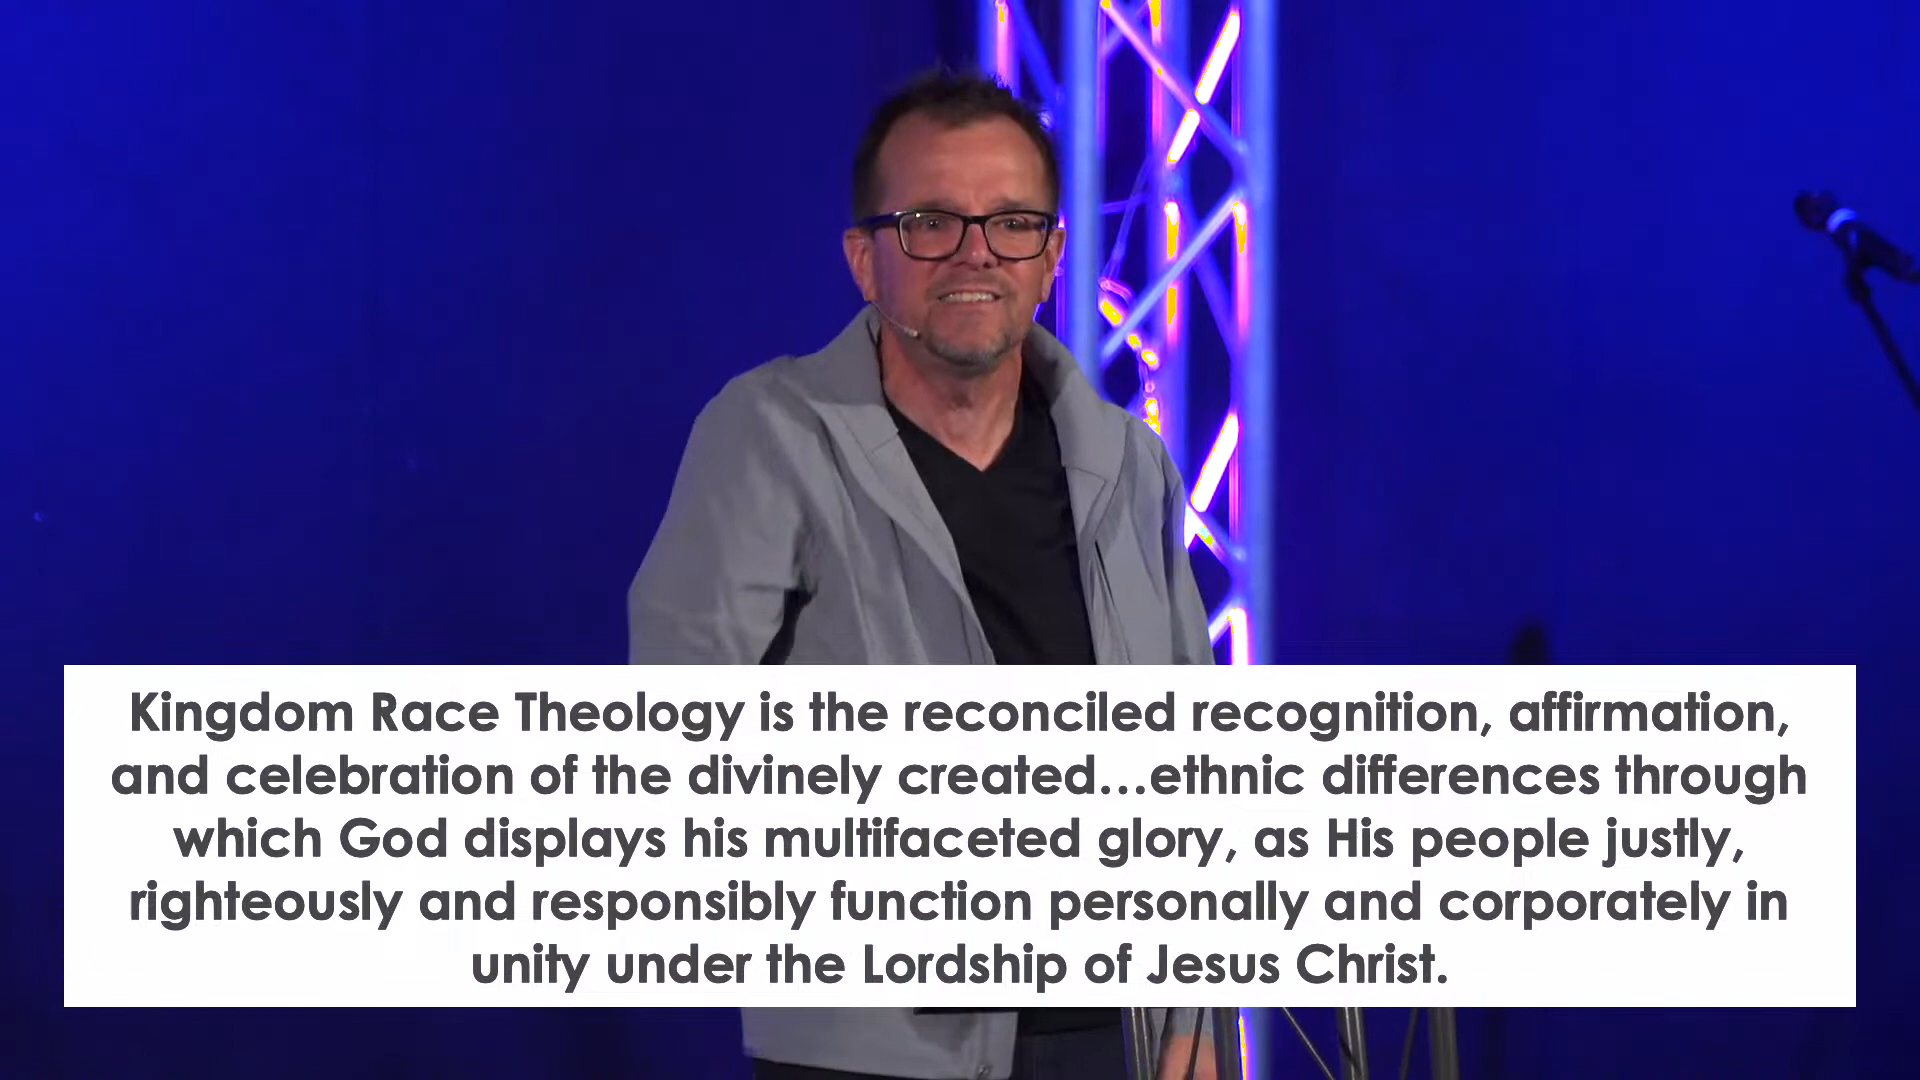 Kingdom Race Theology is the reconciled recognition, affirmation,
and celebration of the divinely created...ethnic differences through
which God displays his multifaceted glory, as His people justly,
righteously and responsibly function personally and corporately in
unity under the Lordship of Jesus Christ.